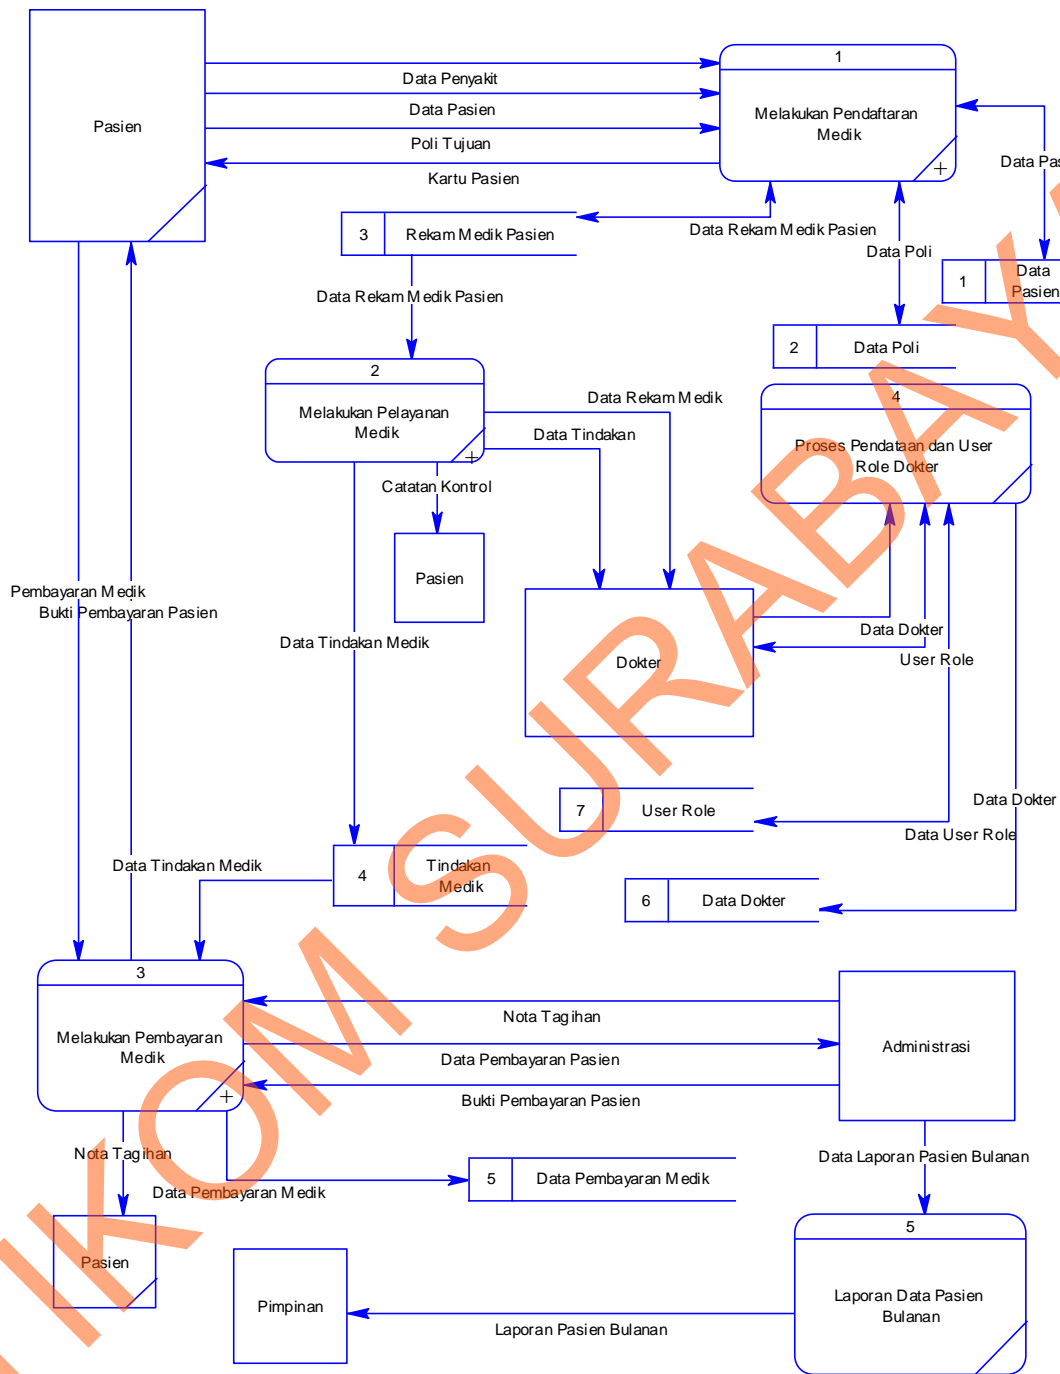 Pasien
Data Penyakit
Data Pasien
Poli Tujuan
Kartu Pasien
1
Melakukan Pendaftaran
Medik
+
Data Pas
3
Rekam Medik Pasien
Data Rekam Medik Pasien
Data Poli
1
Data
Pasien
Data Rekam Medik Pasien
2
Data Poli
2
Melakukan Pelayanan
Medik
+
Data Rekam Medik
Data Tindakan
Catatan Kontrol
4
Proses Pendataan dan User
Role Dokter
Pasien
Pembayaran Medik
Bukti Pembayaran Pasien
Data Tindakan Medik
Dokter
Data Dokter
User Role
7
User Role
Data Dokter
Data User Role
Data Tindakan Medik
4
Tindakan
Medik
6
Data Dokter
3
Melakukan Pembayaran
Medik
+
Nota Tagihan
Data Pembayaran Pasien
Bukti Pembayaran Pasien
Administrasi
Nota Tagihan
Data Pembayaran Medik
5
Data Pembayaran Medik
Data Laporan Pasien Bulanan
Pasien
Pimpinan
Laporan Pasien Bulanan
5
Laporan Data Pasien
Bulanan
IKOM SURABAY